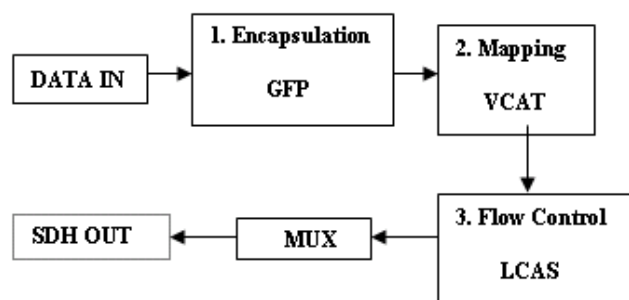 DATA IN
1. Encapsulation
GFP
2. Mapping
VCAT
3. Flow Control
LCAS
MUX
SDH OUT